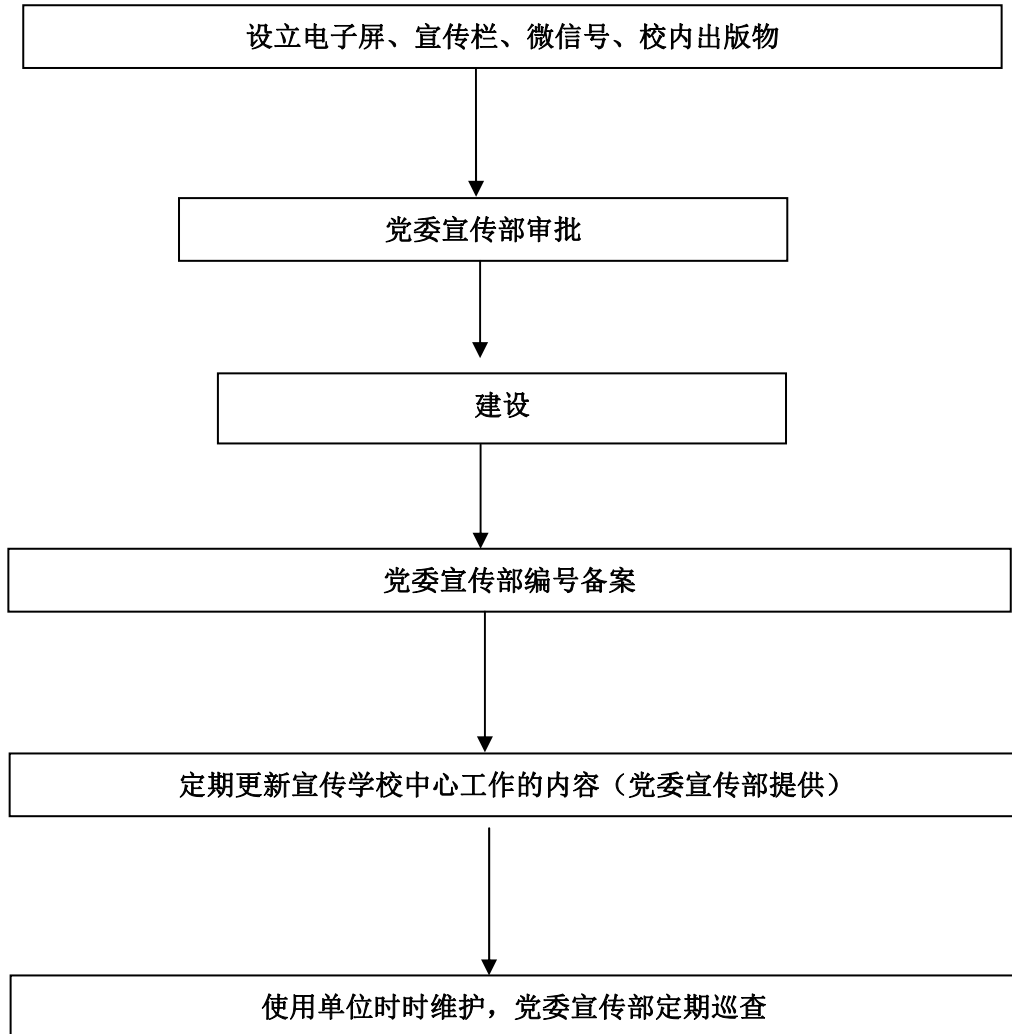 设立电子屏、宣传栏、微信号、校内出版物
党委宣传部审批
建设
党委宣传部编号备案
定期更新宣传学校中心工作的内容（党委宣传部提供）
使用单位时时维护，党委宣传部定期巡查